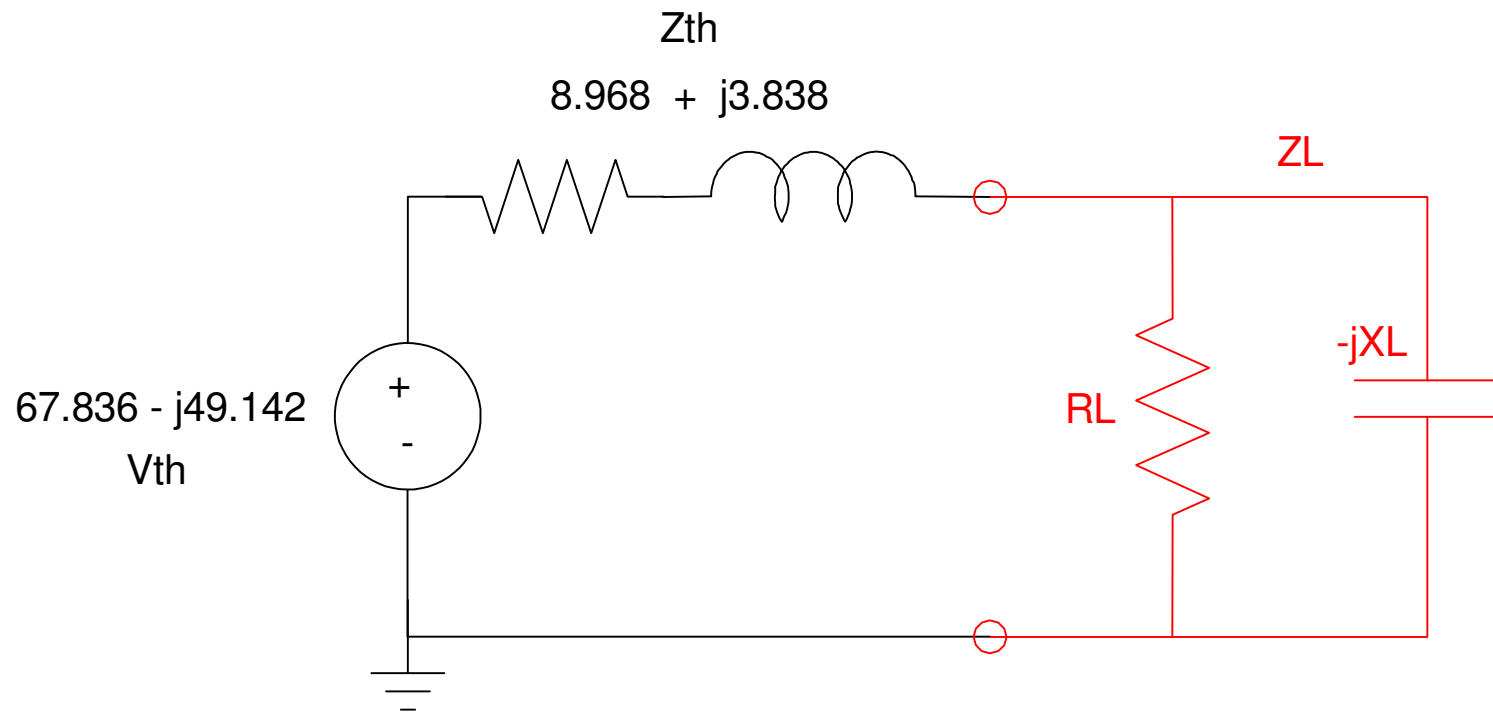 Zth
8.968 + j3.838
ZL
-jXL
+
67.836 - j49.142
RL
-
Vth